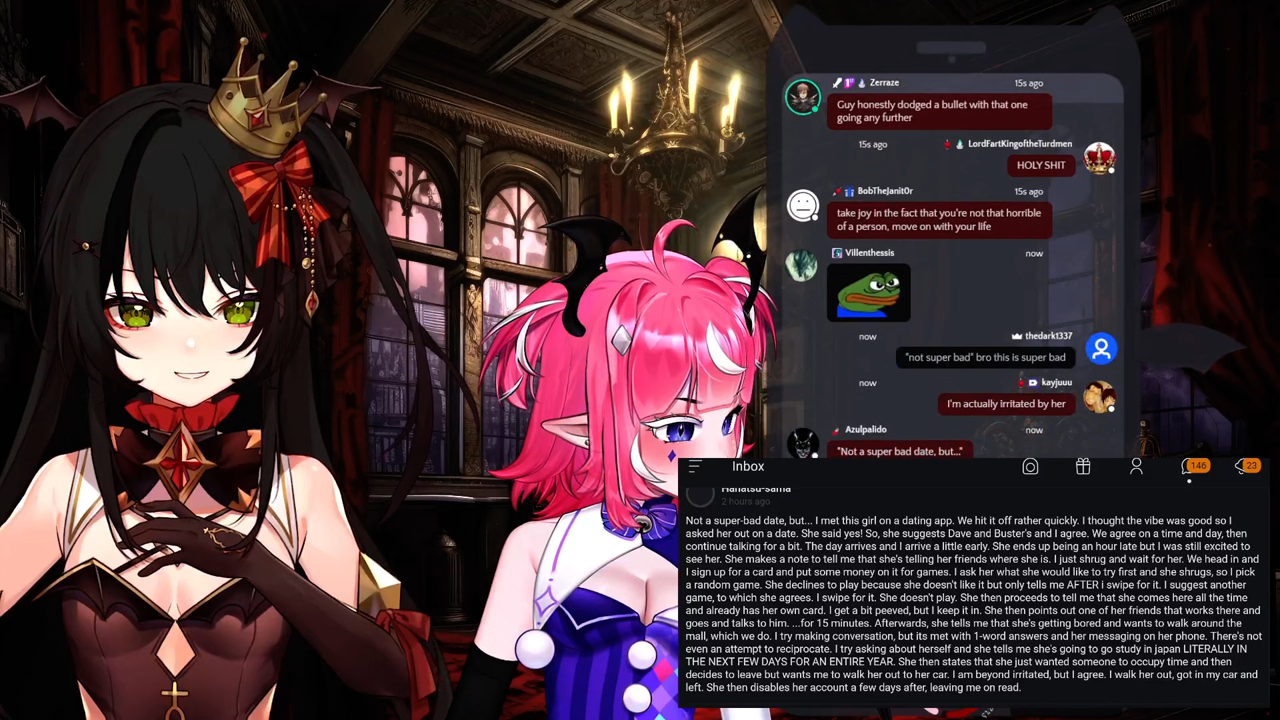 Zerraze
15s ago
Guy honestly dodged a bullet with that one
going any further
15s ago
LordFartKingoftheTurdmen
HOLY SHIT
BobTheJanit0r
15s ago
take joy in the fact that you're not that horrible
of a person, move on with your life
Villenthessis
now
now
thedark1337
"not super bad" bro this is super bad
now
kayjuuu
I'm actually irritated by her
Azulpalido
now
"Not a super bad date, but..."
Inbox
146
23
Hanatsu-sama
2 hours ago
Not a super-bad date, but... I met this girl on a dating app. We hit it off rather quickly. I thought the vibe was good so I
asked her out on a date. She said yes! So, she suggests Dave and Buster's and I agree. We agree on a time and day, then
continue talking for a bit. The day arrives and I arrive a little early. She ends up being an hour late but I was still excited to
see her. She makes a note to tell me that she's telling her friends where she is. I just shrug and wait for her. We head in and
I sign up for a card and put some money on it for games. I ask her what she would like to try first and she shrugs, so I pick
a random game. She declines to play because she doesn't like it but only tells me AFTER i swipe for it. I suggest another
game, to which she agrees. I swipe for it. She doesn't play. She then proceeds to tell me that she comes here all the time
and already has her own card. I get a bit peeved, but I keep it in. She then points out one of her friends that works there and
goes and talks to him. ...for 15 minutes. Afterwards, she tells me that she's getting bored and wants to walk around the
mall, which we do. I try making conversation, but its met with 1-word answers and her messaging on her phone. There's not
even an attempt to reciprocate. I try asking about herself and she tells me she's going to go study in japan LITERALLY IN
THE NEXT FEW DAYS FOR AN ENTIRE YEAR. She then states that she just wanted someone to occupy time and then
decides to leave but wants me to walk her out to her car. I am beyond irritated, but I agree. I walk her out, got in my car and
left. She then disables her account a few days after, leaving me on read.